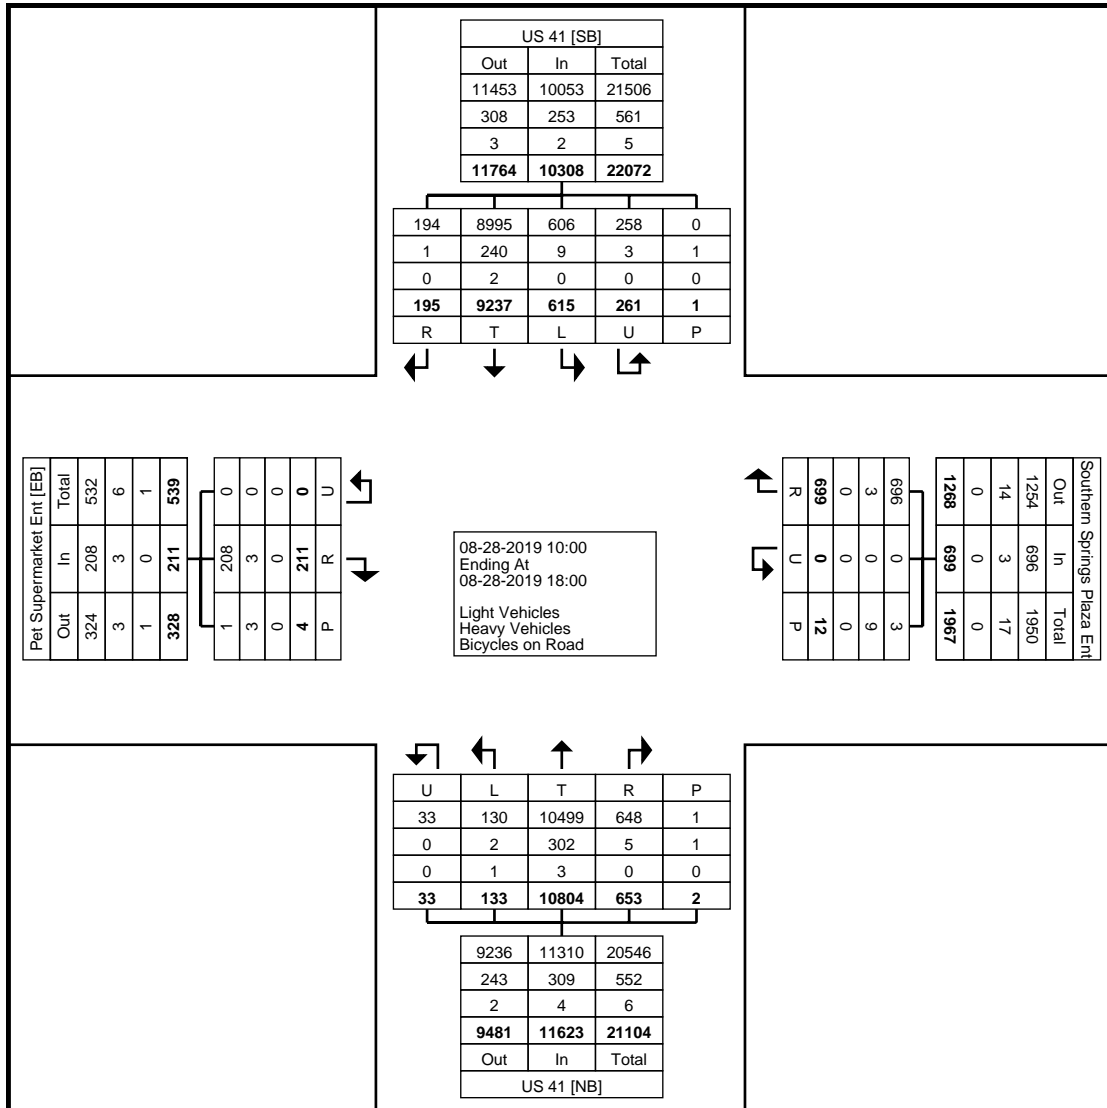 US 41 [SB]
Out In Total
11453 10053 21506
308 253 561
3 2 5
11764 10308 22072
194 8995 606 258 0
1 240 9 3 1
0 2 0 0 0
195 9237 615 261 1
R T L U P
Pet Supermarket Ent [EB]
Total In Out
532 208 324
6 3 3
1 0 1
539 211 328
0 208 1
0 3 3
0 0 0
0 211 4
U R P
08-28-2019 10:00
Ending At
08-28-2019 18:00
Light Vehicles
Heavy Vehicles
Bicycles on Road
Southern Springs Plaza Ent
Out In Total
1254 696 1950
14 3 17
0 0 0
1268 699 1967
696 0 3
3 0 9
0 0 0
699 0 12
R U P
U L T R P
33 130 10499 648 1
0 2 302 5 1
0 1 3 0 0
33 133 10804 653 2
9236 11310 20546
243 309 552
2 4 6
9481 11623 21104
Out In Total
US 41 [NB]